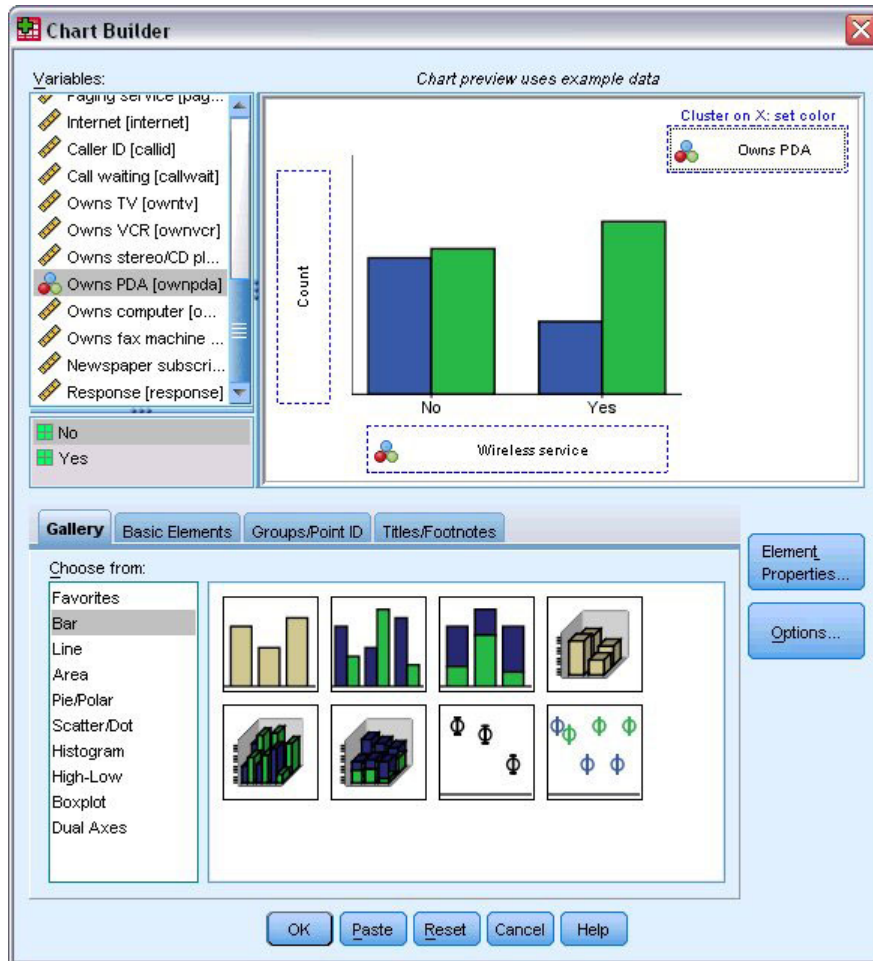 Chart Builder
Variables:
Chart preview uses example data
Paging service [pag...
Internet [internet]
Caller ID [callid]
Call waiting [callwait]
Owns TV [owntv]
Owns VCR [ownvcr]
Owns stereo/CD pl...
Owns PDA [ownpda]
Owns computer [o...
Owns fax machine ...
Newspaper subscri...
Response [response]
No
Yes
Cluster on X: set color
Owns PDA
Count
No Yes
Wireless service
Gallery Basic Elements Groups/Point ID Titles/Footnotes
Choose from:
Favorites
Bar
Line
Area
Pie/Polar
Scatter/Dot
Histogram
High-Low
Boxplot
Dual Axes
Element
Properties...
Options...
OK Paste Reset Cancel Help